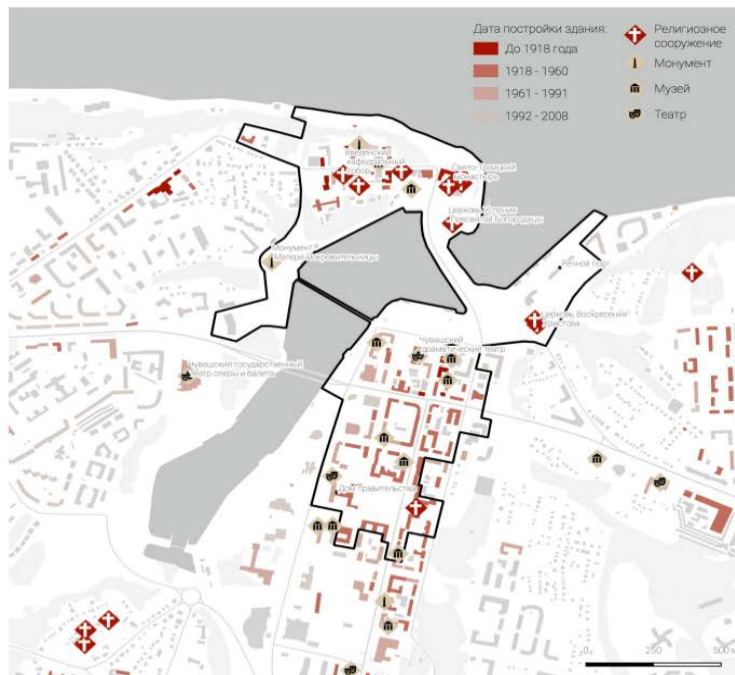 Дата постройки здания:
До 1918 года
1918 - 1960
1961 - 1991
1992 - 2008
Религиозное
сооружение
Монумент
Музей
Театр
Введенский
кафедральный
собор
Свято-Троицкий
монастырь
Церковь Успения
Пресвятой Богородицы
Монумент
Матери-Покровительницы
Речной порт
Церковь Воскресения
Христова
Чувашский
драматический театр
Чувашский государственный
театр оперы и балета
Дом правительства
0
250
500 м